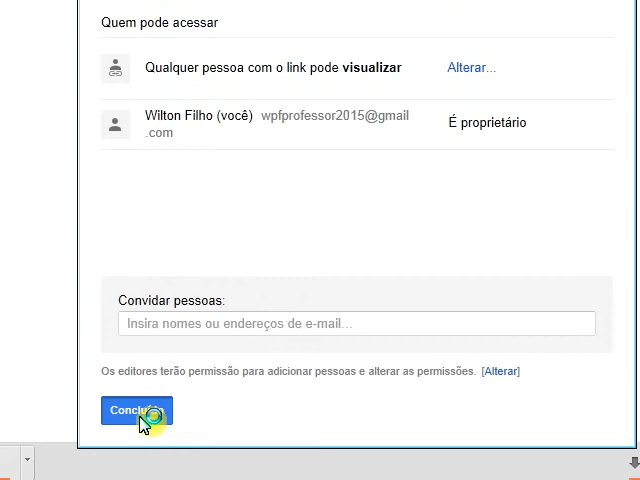 Quem pode acessar
Qualquer pessoa com o link pode visualizar Alterar...
Wilton Filho (você) wpfprofessor2015@gmail
.com
É proprietário
Convidar pessoas:
Insira nomes ou endereços de e-mail...
Os editores terão permissão para adicionar pessoas e alterar as permissões. [Alterar]
Concluído